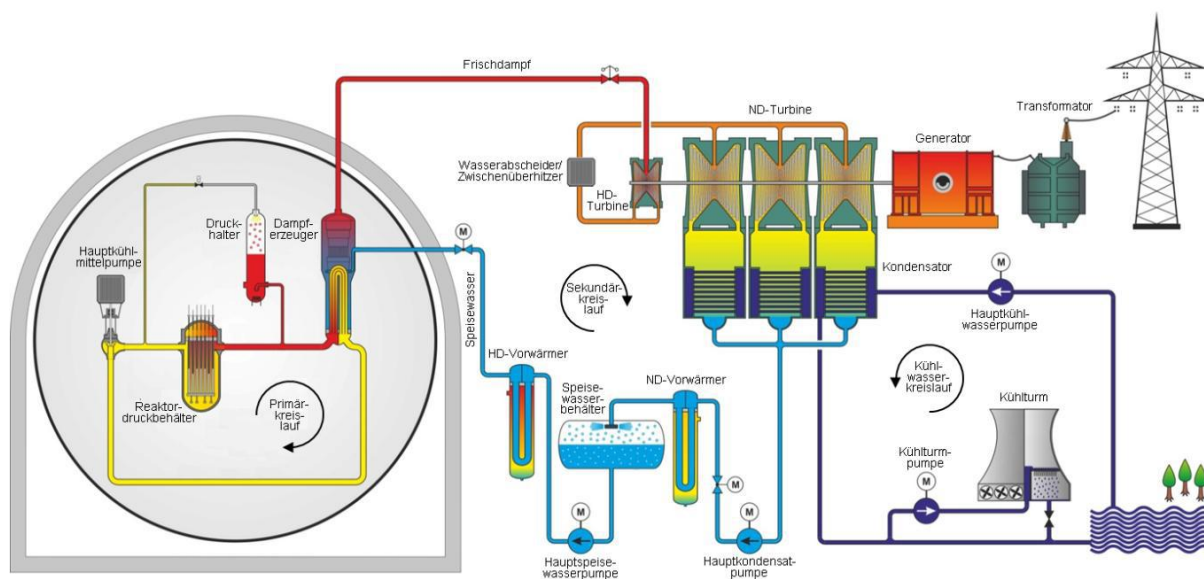 Frischdampf
ND-Turbine
Transformator
Generator
Wasserabscheider/
Zwischenüberhitzer
HD-
Turbine
Druck-
halter
Dampf-
erzeuger
Hauptkühl-
mittelpumpe
M
Speisewasser
Sekundär-
kreis-
lauf
Kondensator
M
Hauptkühl-
wasserpumpe
HD-Vorwärmer
Speise-
wasser-
behälter
ND-Vorwärmer
Kühl-
wasser-
kreislauf
Kühlturm
Reaktor-
druckbehälter
Primär-
kreis-
lauf
Kühlturm-
pumpe
M
M
M
M
Hauptspeise-
wasserpumpe
Hauptkondensat-
pumpe